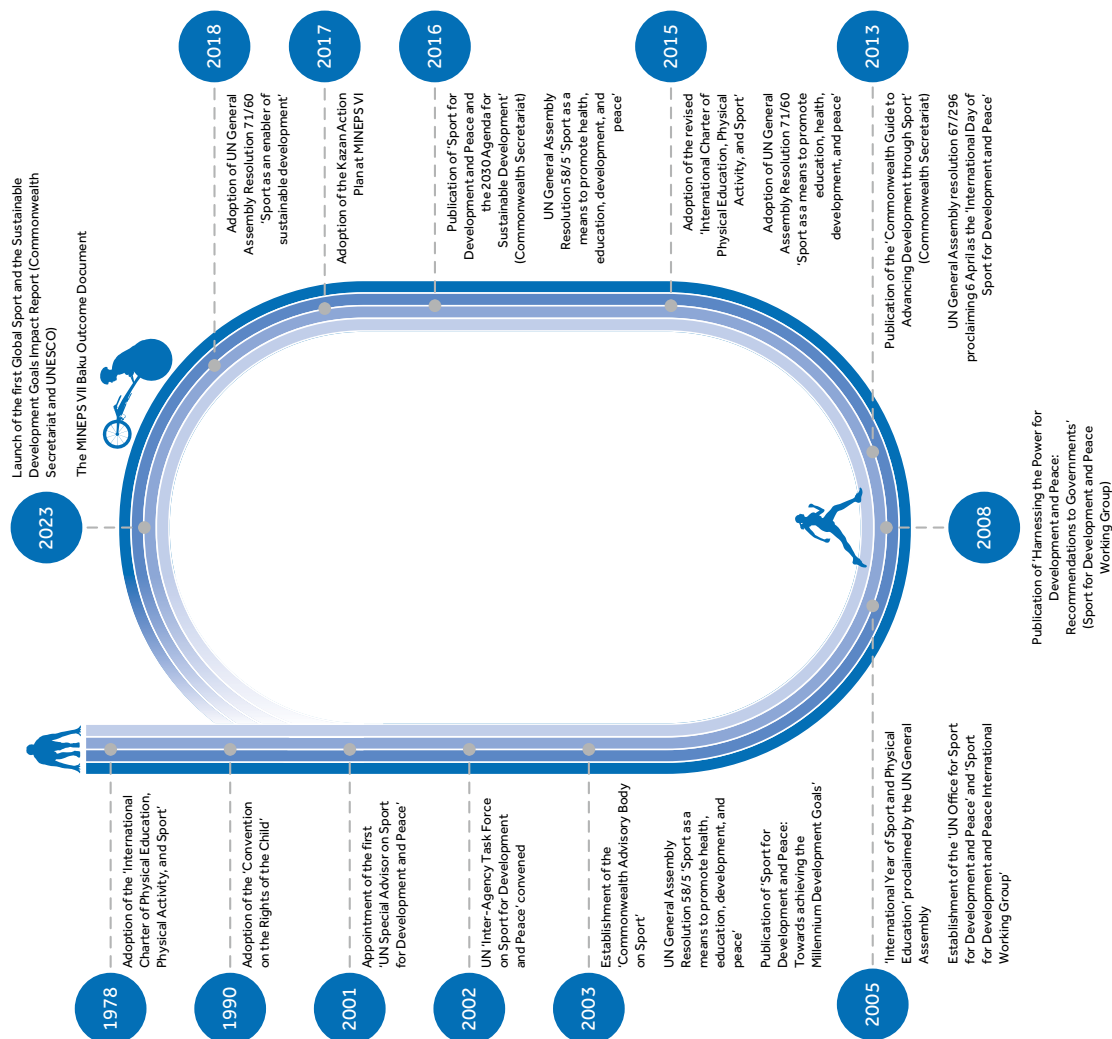 1978
Adoption of the 'International
Charter of Physical Education,
Physical Activity, and Sport'
1990
Adoption of the 'Convention
on the Rights of the Child'
2001
Appointment of the first
'UN Special Advisor on Sport
for Development and Peace'
2002
UN 'Inter-Agency Task Force
on Sport for Development
and Peace' convened
2003
Establishment of the
'Commonwealth Advisory Body
on Sport'
UN General Assembly
Resolution 58/5 'Sport as a
means to promote health,
education, development, and
peace'
Publication of 'Sport for
Development and Peace:
Towards achieving the
Millennium Development Goals'
2005
'International Year of Sport and Physical
Education' proclaimed by the UN General
Assembly
Establishment of the 'UN Office for Sport
for Development and Peace' and 'Sport
for Development and Peace International
Working Group'
2008
Publication of 'Harnessing the Power for
Development and Peace:
Recommendations to Governments'
(Sport for Development and Peace
Working Group)
2013
Publication of the 'Commonwealth Guide to
Advancing Development through Sport'
(Commonwealth Secretariat)
UN General Assembly resolution 67/296
proclaiming 6 April as the 'International Day of
Sport for Development and Peace'
2015
Adoption of the revised
'International Charter of
Physical Education, Physical
Activity, and Sport'
Adoption of UN General
Assembly Resolution 71/60
'Sport as a means to promote
education, health,
development, and peace'
2016
Publication of 'Sport for
Development and Peace and
the 2030 Agenda for
Sustainable Development'
(Commonwealth Secretariat)
UN General Assembly
Resolution 58/5 'Sport as a
means to promote health,
education, development, and
peace'
2017
Adoption of the Kazan Action
Plan at MINEPS VI
2018
Adoption of UN General
Assembly Resolution 71/60
'Sport as an enabler of
sustainable development'
2023
Launch of the first Global Sport and the Sustainable
Development Goals Impact Report (Commonwealth
Secretariat and UNESCO)
The MINEPS VII Baku Outcome Document